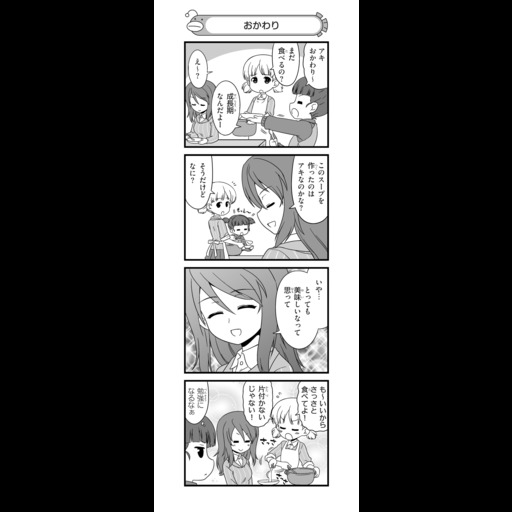 おかわり
アキ
おかわり〜
まだ
食べるの?
成長期
なんだよー
え〜?
このスープを
作ったのは
アキなのかな?
そうだけど
なに?
いや…
とっても
美味しいなって
思って
も〜いいから
さっさと
食べてよ!
片付かない
じゃない!
勉強に
なるなぁ